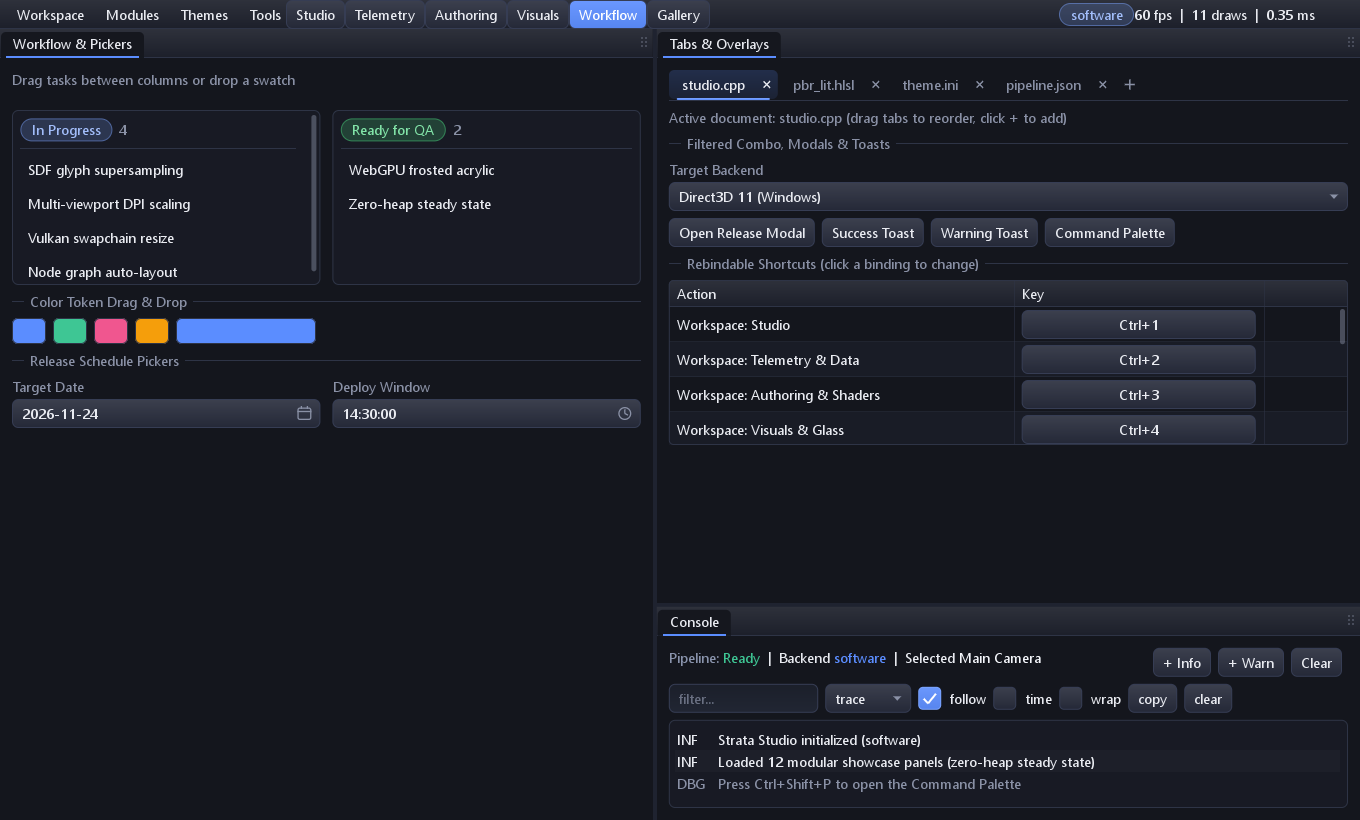 Workspace Modules Themes Tools Studio Telemetry Authoring Visuals Workflow Gallery software 60 fps | 11 draws | 0.35 ms
Workflow & Pickers
Drag tasks between columns or drop a swatch
In Progress 4
SDF glyph supersampling
Multi-viewport DPI scaling
Vulkan swapchain resize
Node graph auto-layout
Ready for QA 2
WebGPU frosted acrylic
Zero-heap steady state
Color Token Drag & Drop
Release Schedule Pickers
Target Date
2026-11-24
Deploy Window
14:30:00
Tabs & Overlays
studio.cpp × pbr_lit.hlsl × theme.ini × pipeline.json × +
Active document: studio.cpp (drag tabs to reorder, click + to add)
Filtered Combo, Modals & Toasts
Target Backend
Direct3D 11 (Windows)
Open Release Modal Success Toast Warning Toast Command Palette
Rebindable Shortcuts (click a binding to change)
Action Key
Workspace: Studio Ctrl+1
Workspace: Telemetry & Data Ctrl+2
Workspace: Authoring & Shaders Ctrl+3
Workspace: Visuals & Glass Ctrl+4
Console
Pipeline: Ready | Backend software | Selected Main Camera + Info + Warn Clear
filter... trace follow time wrap copy clear
INF Strata Studio initialized (software)
INF Loaded 12 modular showcase panels (zero-heap steady state)
DBG Press Ctrl+Shift+P to open the Command Palette